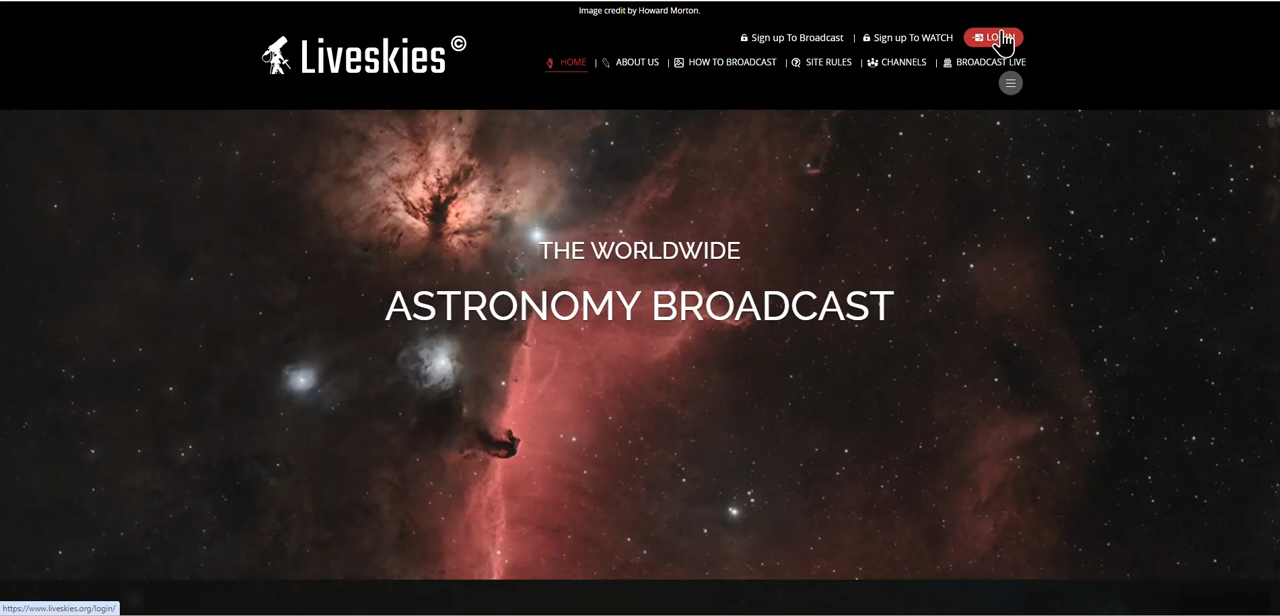 Image credit by Howard Morton.
Liveskies ©
Sign up To Broadcast | Sign up To WATCH
HOME | ABOUT US | HOW TO BROADCAST | SITE RULES | CHANNELS | BROADCAST LIVE
THE WORLDWIDE
ASTRONOMY BROADCAST
https://www.liveskies.org/login/